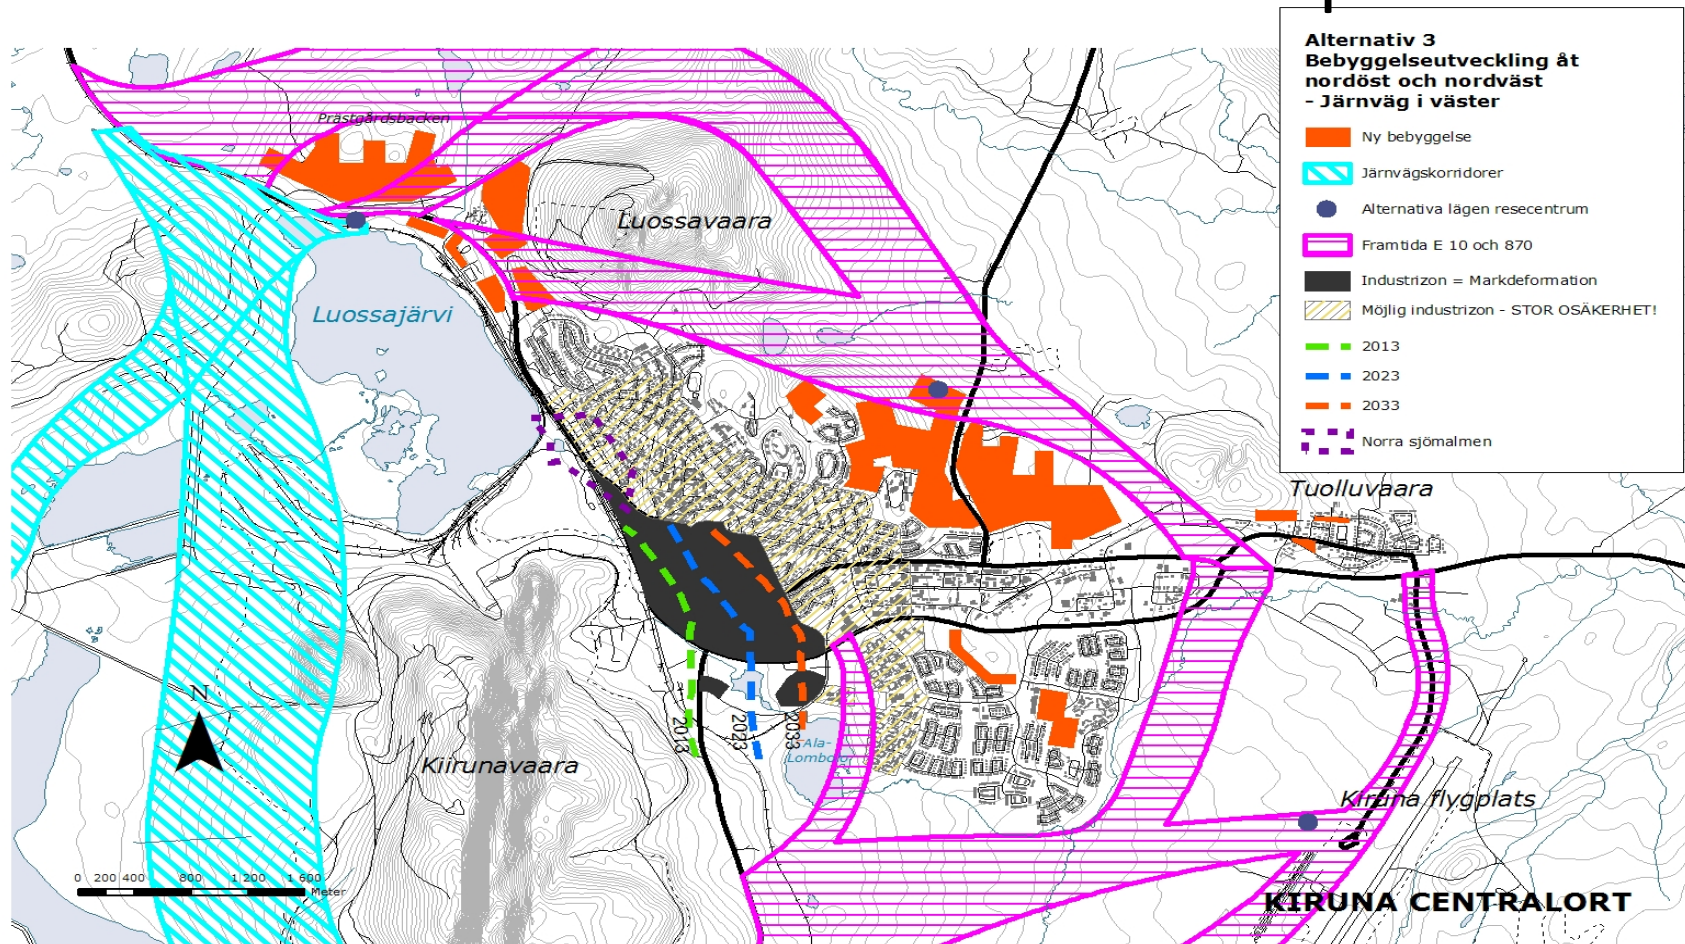 Alternativ 3
Bebyggelseutveckling åt
nordöst och nordväst
- Järnväg i väster
Ny bebyggelse
Järnvägskorridorer
Alternativa lägen resecentrum
Framtida E 10 och 870
Industrizon = Markdeformation
Möjlig industrizon - STOR OSÄKERHET!
2013
2023
2033
Norra sjömalmen
Prästgårdsbacken
Luossavaara
Luossajärvi
Tuolluvaara
N
2013
2023
2033
Ala-
Lombolo
Kiirunavaara
Kiruna flygplats
0 200 400 800 1 200 1 600
Meter
KIRUNA CENTRALORT